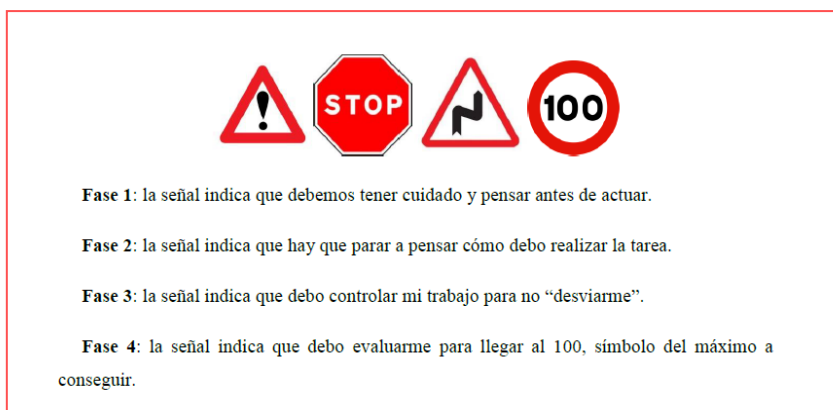 STOP
100
Fase 1: la señal indica que debemos tener cuidado y pensar antes de actuar.
Fase 2: la señal indica que hay que parar a pensar cómo debo realizar la tarea.
Fase 3: la señal indica que debo controlar mi trabajo para no “desviarme”.
Fase 4: la señal indica que debo evaluarme para llegar al 100, símbolo del máximo a
conseguir.